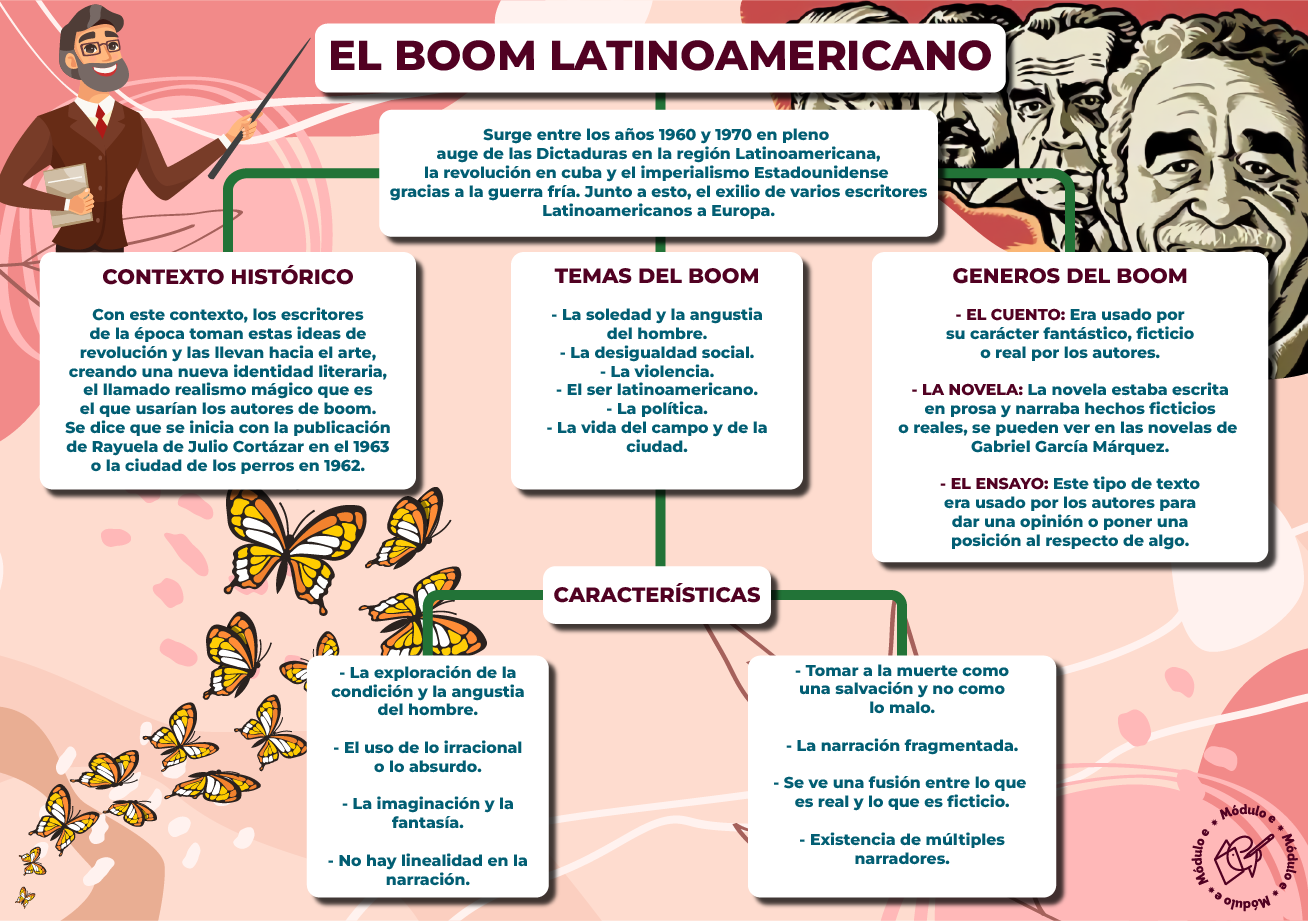 EL BOOM LATINOAMERICANO
Surge entre los años 1960 y 1970 en pleno
auge de las Dictaduras en la región Latinoamericana,
la revolución en cuba y el imperialismo Estadounidense
gracias a la guerra fría. Junto a esto, el exilio de varios escritores
Latinoamericanos a Europa.
CONTEXTO HISTÓRICO
Con este contexto, los escritores
de la época toman estas ideas de
revolución y las llevan hacia el arte,
creando una nueva identidad literaria,
el llamado realismo mágico que es
el que usarían los autores de boom.
Se dice que se inicia con la publicación
de Rayuela de Julio Cortázar en el 1963
o la ciudad de los perros en 1962.
TEMAS DEL BOOM
- La soledad y la angustia
del hombre.
- La desigualdad social.
- La violencia.
- El ser latinoamericano.
- La política.
- La vida del campo y de la
ciudad.
GENEROS DEL BOOM
- EL CUENTO: Era usado por
su carácter fantástico, ficticio
o real por los autores.
- LA NOVELA: La novela estaba escrita
en prosa y narraba hechos ficticios
o reales, se pueden ver en las novelas de
Gabriel García Márquez.
- EL ENSAYO: Este tipo de texto
era usado por los autores para
dar una opinión o poner una
posición al respecto de algo.
CARACTERÍSTICAS
- La exploración de la
condición y la angustia
del hombre.
- El uso de lo irracional
o lo absurdo.
- La imaginación y la
fantasía.
- No hay linealidad en la
narración.
- Tomar a la muerte como
una salvación y no como
lo malo.
- La narración fragmentada.
- Se ve una fusión entre lo que
es real y lo que es ficticio.
- Existencia de múltiples
narradores.
Módulo e * Módulo e * Módulo e * Módulo e *